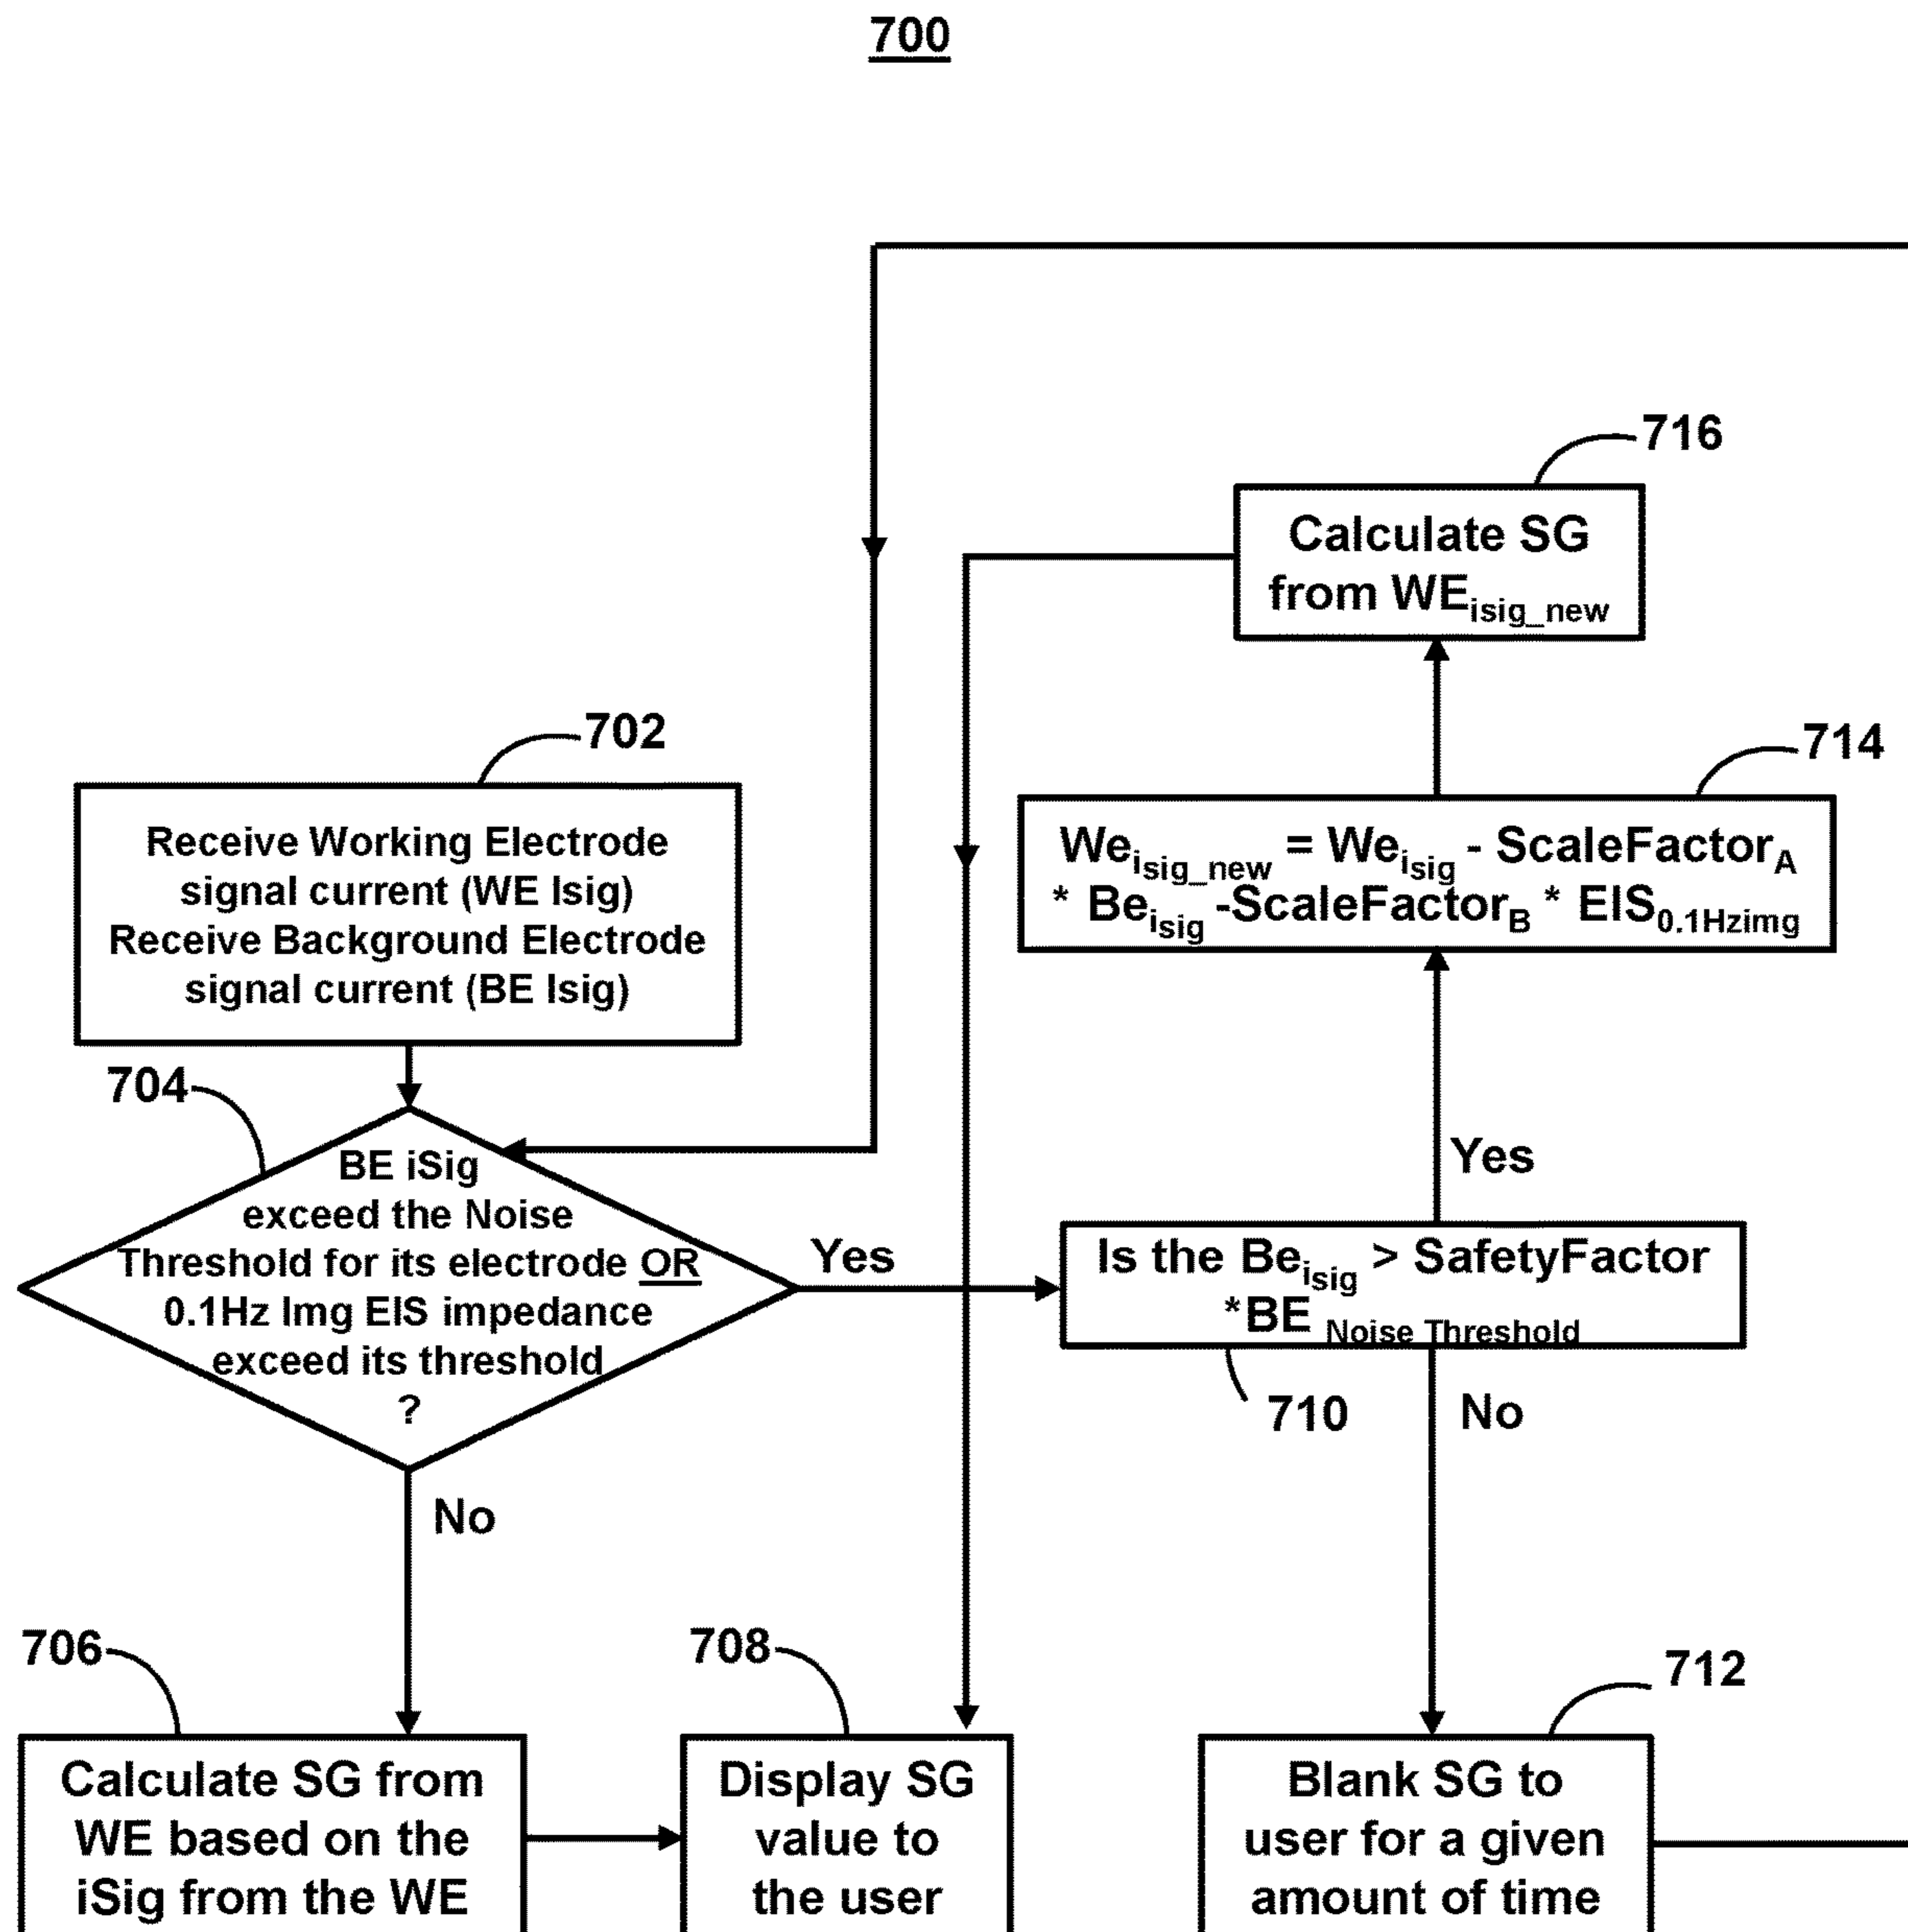 700
716
Calculate SG
from WEisig_new
702
714
Receive Working Electrode
signal current (WE Isig)
Receive Background Electrode
signal current (BE Isig)
Weisig_new = Weisig - ScaleFactorA
* Beisig -ScaleFactorB * EIS0.1Hzimg
704
BE iSig
exceed the Noise
Threshold for its electrode OR
0.1Hz Img EIS impedance
exceed its threshold
?
Yes
Yes
Is the Beisig > SafetyFactor
*BE Noise Threshold
710
No
No
706
708
712
Calculate SG from
WE based on the
iSig from the WE
Display SG
value to
the user
Blank SG to
user for a given
amount of time